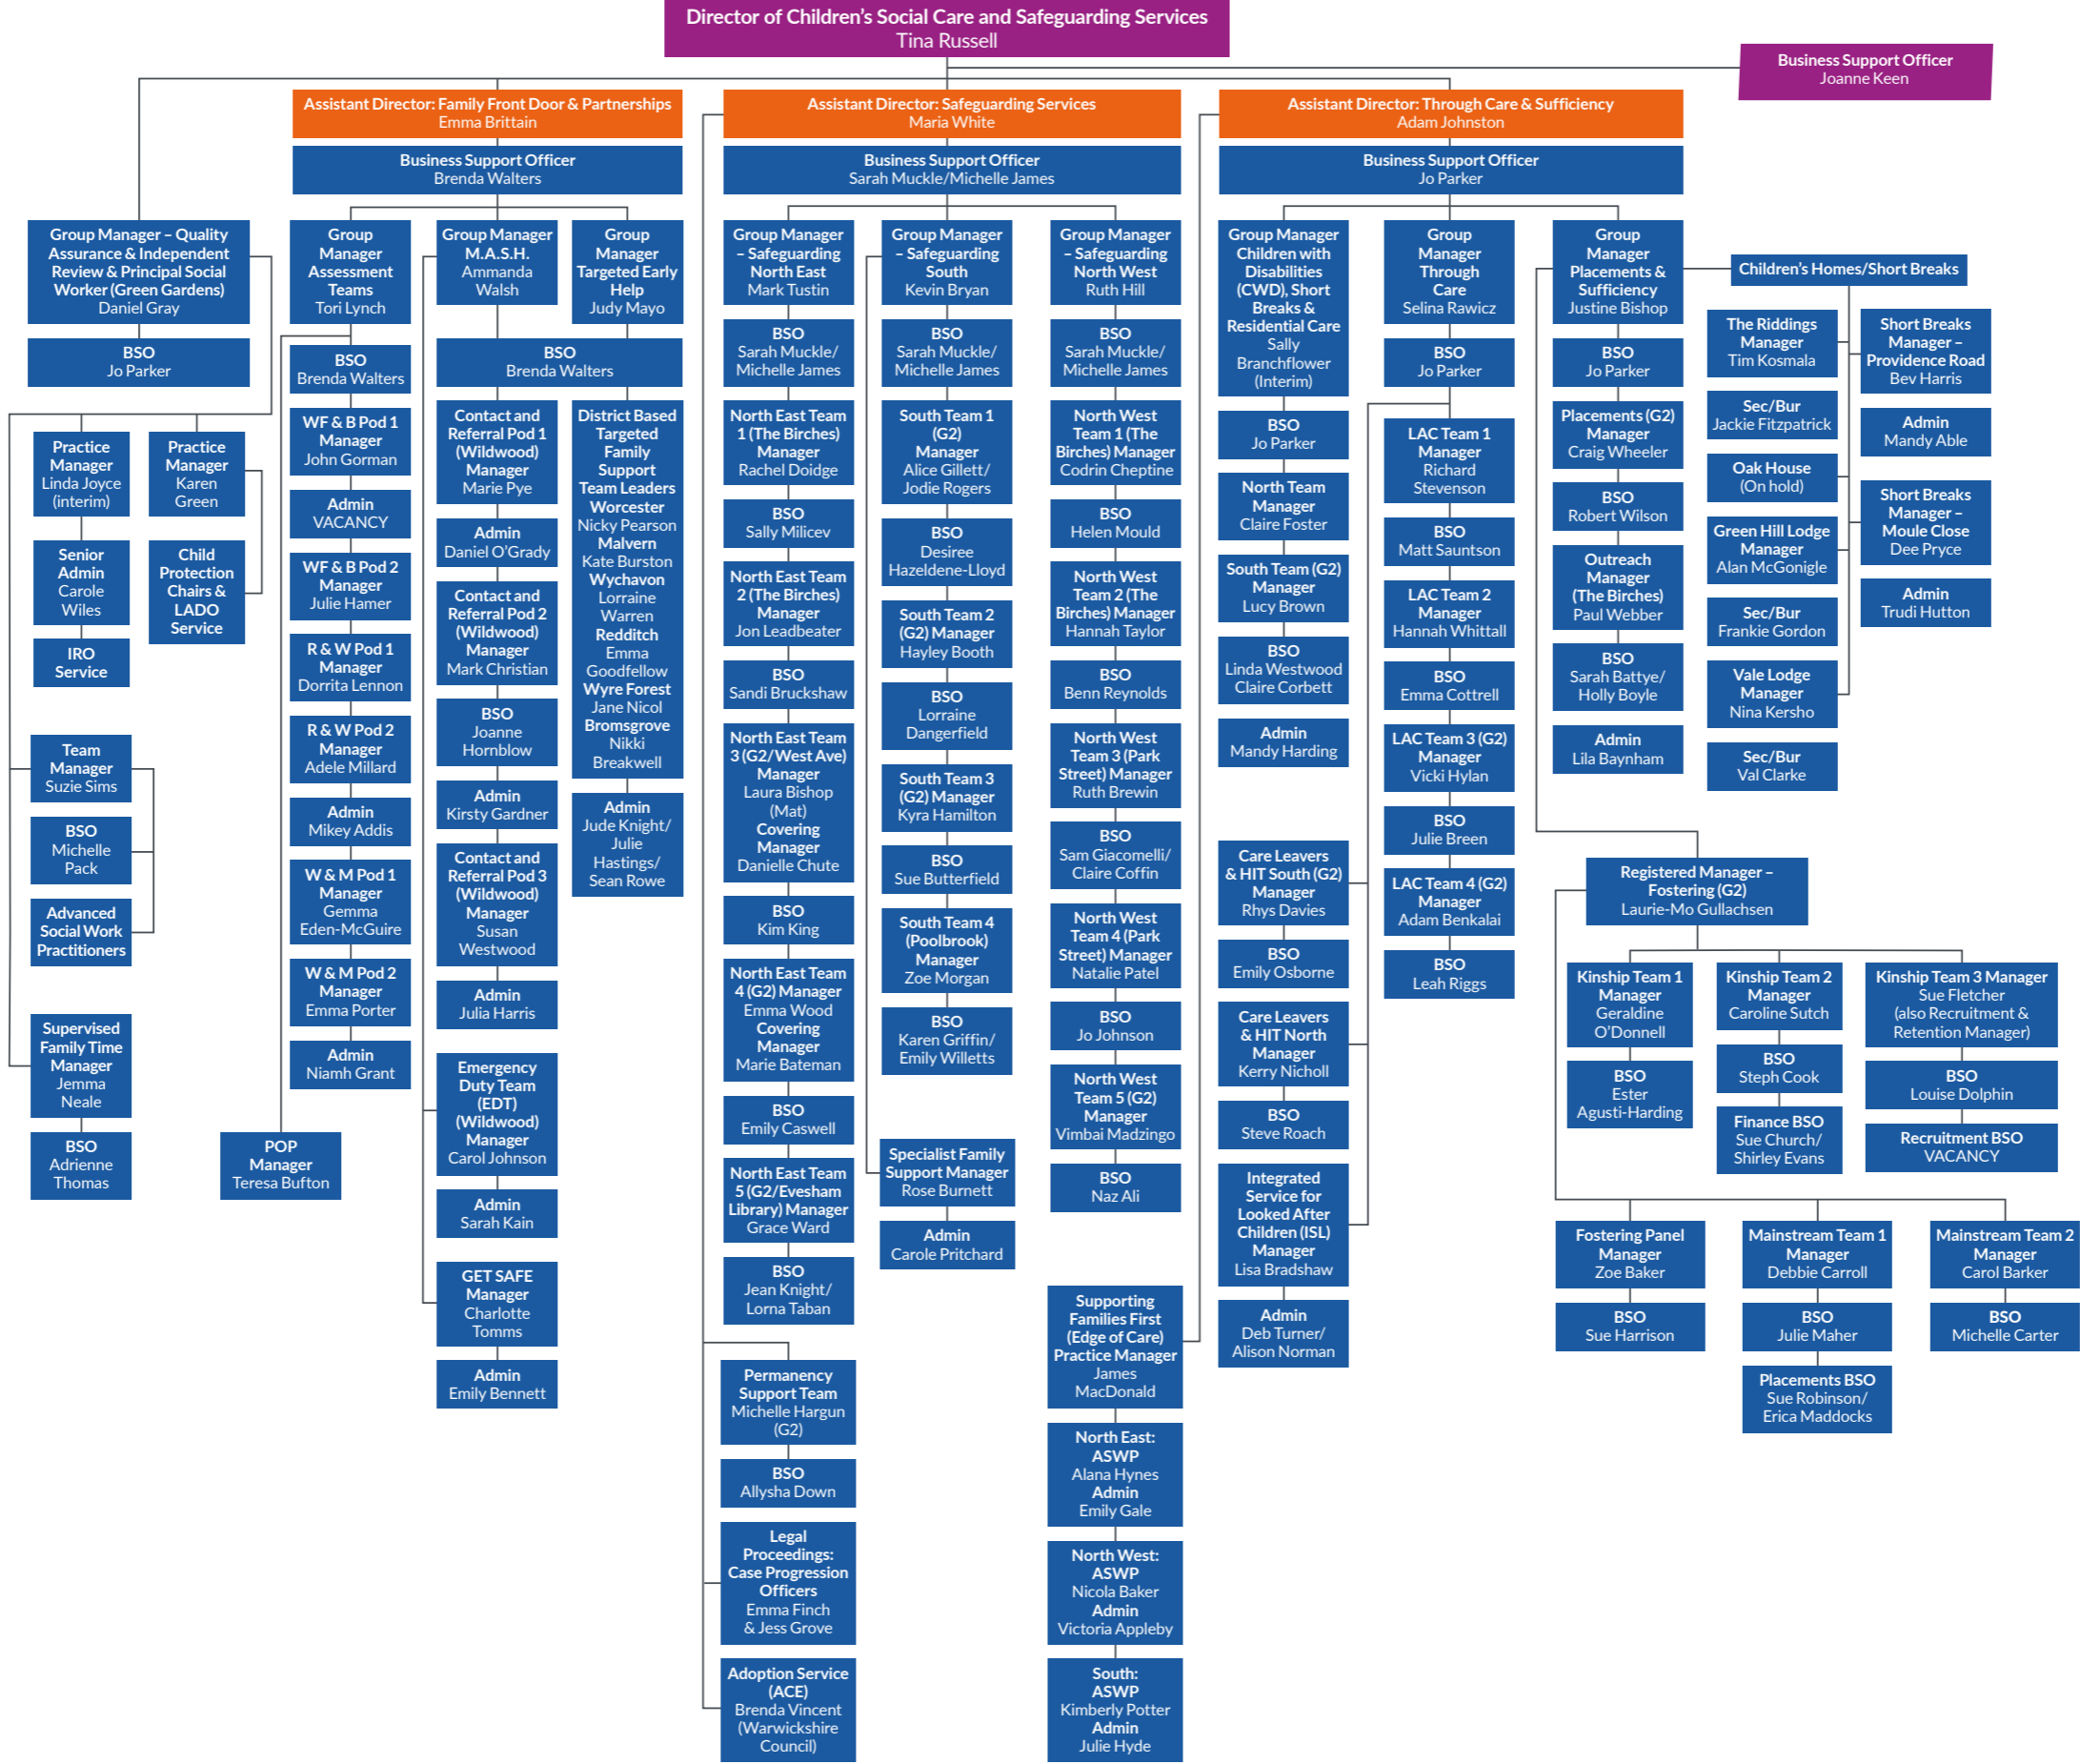 Director of Children's Social Care and Safeguarding Services
Tina Russell
Business Support Officer
Joanne Keen
Assistant Director: Family Front Door & Partnerships
Emma Brittain
Business Support Officer
Brenda Walters
Assistant Director: Safeguarding Services
Maria White
Business Support Officer
Sarah Muckle/Michelle James
Assistant Director: Through Care & Sufficiency
Adam Johnston
Business Support Officer
Jo Parker
Group Manager – Quality
Assurance & Independent
Review & Principal Social
Worker (Green Gardens)
Daniel Gray
BSO
Jo Parker
Practice
Manager
Linda Joyce
(interim)
Senior
Admin
Carole
Wiles
IRO
Service
Practice
Manager
Karen
Green
Child
Protection
Chairs &
LADO
Service
Team
Manager
Suzie Sims
BSO
Michelle
Pack
Advanced
Social Work
Practitioners
Supervised
Family Time
Manager
Jemma
Neale
BSO
Adrienne
Thomas
Group
Manager
Assessment
Teams
Tori Lynch
BSO
Brenda Walters
WF & B Pod 1
Manager
John Gorman
Admin
VACANCY
WF & B Pod 2
Manager
Julie Hamer
R & W Pod 1
Manager
Dorrita Lennon
R & W Pod 2
Manager
Adele Millard
Admin
Mikey Addis
W & M Pod 1
Manager
Gemma
Eden-McGuire
W & M Pod 2
Manager
Emma Porter
Admin
Niamh Grant
POP
Manager
Teresa Bufton
Group Manager
M.A.S.H.
Ammanda
Walsh
Group
Manager
Targeted Early
Help
Judy Mayo
BSO
Brenda Walters
Contact and
Referral Pod 1
(Wildwood)
Manager
Marie Pye
Admin
Daniel O'Grady
Contact and
Referral Pod 2
(Wildwood)
Manager
Mark Christian
BSO
Joanne
Hornblow
Admin
Kirsty Gardner
Contact and
Referral Pod 3
(Wildwood)
Manager
Susan
Westwood
Admin
Julia Harris
Emergency
Duty Team
(EDT)
(Wildwood)
Manager
Carol Johnson
Admin
Sarah Kain
GET SAFE
Manager
Charlotte
Tomms
Admin
Emily Bennett
District Based
Targeted
Family
Support
Team Leaders
Worcester
Nicky Pearson
Malvern
Kate Burston
Wychavon
Lorraine
Warren
Redditch
Emma
Goodfellow
Wyre Forest
Jane Nicol
Bromsgrove
Nikki
Breakwell
Admin
Jude Knight/
Julie
Hastings/
Sean Rowe
Group Manager
– Safeguarding
North East
Mark Tustin
BSO
Sarah Muckle/
Michelle James
North East Team
1 (The Birches)
Manager
Rachel Doidge
BSO
Sally Milicev
North East Team
2 (The Birches)
Manager
Jon Leadbeater
BSO
Sandi Bruckshaw
North East Team
3 (G2/West Ave)
Manager
Laura Bishop
(Mat)
Covering
Manager
Danielle Chute
BSO
Kim King
North East Team
4 (G2) Manager
Emma Wood
Covering
Manager
Marie Bateman
BSO
Emily Caswell
North East Team
5 (G2/Evesham
Library) Manager
Grace Ward
BSO
Jean Knight/
Lorna Taban
Permanency
Support Team
Michelle Hargun
(G2)
BSO
Allysha Down
Legal
Proceedings:
Case Progression
Officers
Emma Finch
& Jess Grove
Adoption Service
(ACE)
Brenda Vincent
(Warwickshire
Council)
Group Manager
– Safeguarding
South
Kevin Bryan
BSO
Sarah Muckle/
Michelle James
South Team 1
(G2)
Manager
Alice Gillett/
Jodie Rogers
BSO
Desiree
Hazeldene-Lloyd
South Team 2
(G2) Manager
Hayley Booth
BSO
Lorraine
Dangerfield
South Team 3
(G2) Manager
Kyra Hamilton
BSO
Sue Butterfield
South Team 4
(Poolbrook)
Manager
Zoe Morgan
BSO
Karen Griffin/
Emily Willetts
Specialist Family
Support Manager
Rose Burnett
Admin
Carole Pritchard
Group Manager
– Safeguarding
North West
Ruth Hill
BSO
Sarah Muckle/
Michelle James
North West
Team 1 (The
Birches) Manager
Codrin Cheptine
BSO
Helen Mould
North West
Team 2 (The
Birches) Manager
Hannah Taylor
BSO
Benn Reynolds
North West
Team 3 (Park
Street) Manager
Ruth Brewin
BSO
Sam Giacomelli/
Claire Coffin
North West
Team 4 (Park
Street) Manager
Natalie Patel
BSO
Jo Johnson
North West
Team 5 (G2)
Manager
Vimbai Madzingo
BSO
Naz Ali
Supporting
Families First
(Edge of Care)
Practice Manager
James
MacDonald
North East:
ASWP
Alana Hynes
Admin
Emily Gale
North West:
ASWP
Nicola Baker
Admin
Victoria Appleby
South:
ASWP
Kimberly Potter
Admin
Julie Hyde
Group Manager
Children with
Disabilities
(CWD), Short
Breaks &
Residential Care
Sally
Branchflower
(Interim)
BSO
Jo Parker
North Team
Manager
Claire Foster
South Team (G2)
Manager
Lucy Brown
BSO
Linda Westwood
Claire Corbett
Admin
Mandy Harding
Care Leavers
& HIT South (G2)
Manager
Rhys Davies
BSO
Emily Osborne
Care Leavers
& HIT North
Manager
Kerry Nicholl
BSO
Steve Roach
Integrated
Service for
Looked After
Children (ISL)
Manager
Lisa Bradshaw
Admin
Deb Turner/
Alison Norman
Group
Manager
Through
Care
Selina Rawicz
BSO
Jo Parker
LAC Team 1
Manager
Richard
Stevenson
BSO
Matt Sauntson
LAC Team 2
Manager
Hannah Whittall
BSO
Emma Cottrell
LAC Team 3 (G2)
Manager
Vicki Hylan
BSO
Julie Breen
LAC Team 4 (G2)
Manager
Adam Benkalai
BSO
Leah Riggs
Group
Manager
Placements &
Sufficiency
Justine Bishop
BSO
Jo Parker
Placements (G2)
Manager
Craig Wheeler
BSO
Robert Wilson
Outreach
Manager
(The Birches)
Paul Webber
BSO
Sarah Battye/
Holly Boyle
Admin
Lila Baynham
Children's Homes/Short Breaks
The Riddings
Manager
Tim Kosmala
Sec/Bur
Jackie Fitzpatrick
Oak House
(On hold)
Green Hill Lodge
Manager
Alan McGonigle
Sec/Bur
Frankie Gordon
Vale Lodge
Manager
Nina Kersho
Sec/Bur
Val Clarke
Short Breaks
Manager –
Providence Road
Bev Harris
Admin
Mandy Able
Short Breaks
Manager –
Moule Close
Dee Pryce
Admin
Trudi Hutton
Registered Manager –
Fostering (G2)
Laurie-Mo Gullachsen
Kinship Team 1
Manager
Geraldine
O'Donnell
BSO
Ester
Agusti-Harding
Kinship Team 2
Manager
Caroline Sutch
BSO
Steph Cook
Finance BSO
Sue Church/
Shirley Evans
Kinship Team 3 Manager
Sue Fletcher
(also Recruitment &
Retention Manager)
BSO
Louise Dolphin
Recruitment BSO
VACANCY
Fostering Panel
Manager
Zoe Baker
BSO
Sue Harrison
Mainstream Team 1
Manager
Debbie Carroll
BSO
Julie Maher
Placements BSO
Sue Robinson/
Erica Maddocks
Mainstream Team 2
Manager
Carol Barker
BSO
Michelle Carter